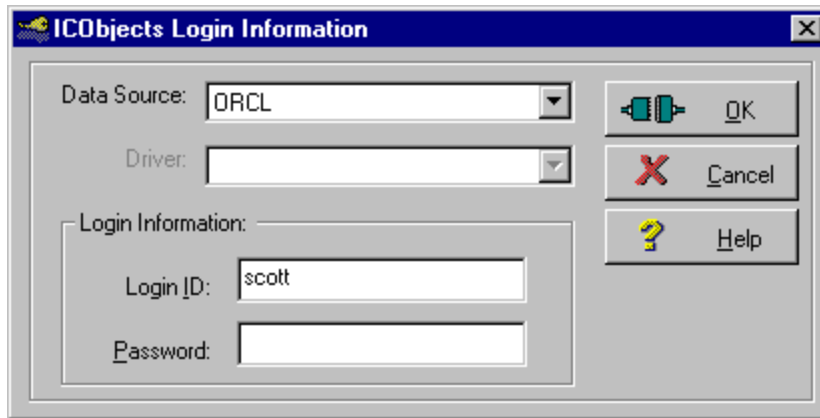 ICObjects Login Information
Data Source: ORCL
OK
Driver:
Cancel
Login Information:
Help
Login ID: scott
Password: